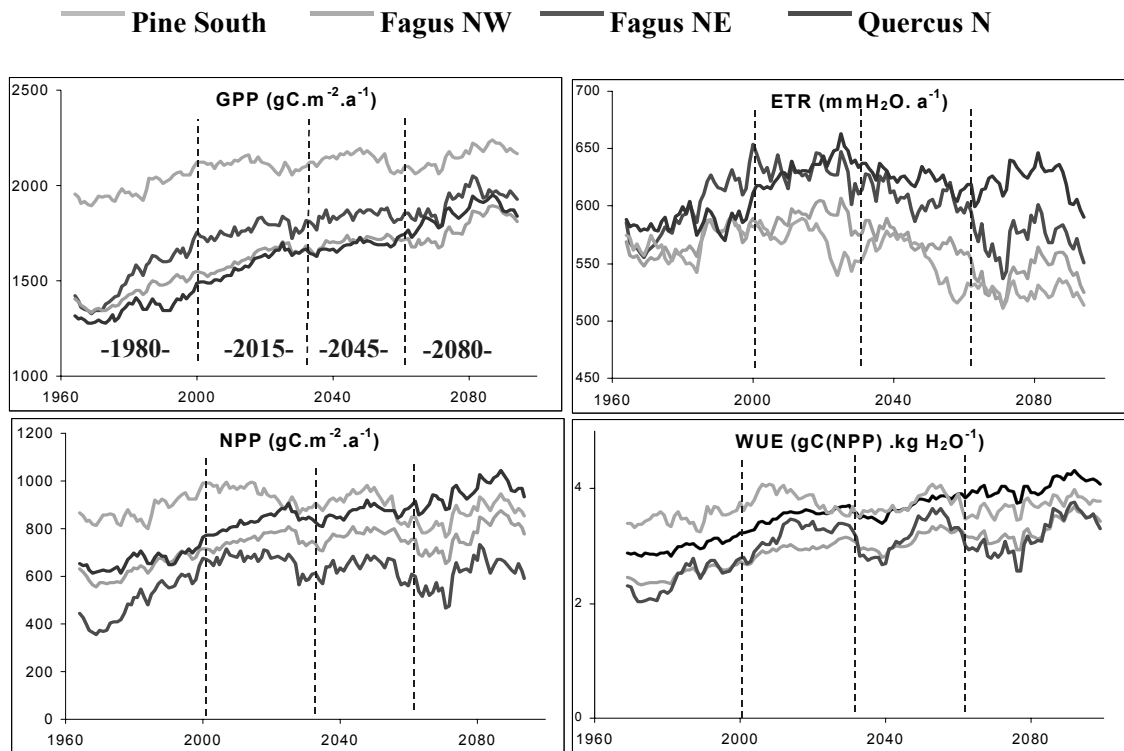 Pine South Fagus NW Fagus NE Quercus N
GPP (gC.m⁻².a⁻¹)
2500
2000
1500
1000
-1980- -2015- -2045- -2080-
1960 2000 2040 2080
ETR (mmH₂O. a⁻¹)
700
650
600
550
500
450
1960 2000 2040 2080
NPP (gC.m⁻².a⁻¹)
1200
1000
800
600
400
200
0
1960 2000 2040 2080
WUE (gC(NPP) .kg H₂O⁻¹)
4
2
0
1960 2000 2040 2080